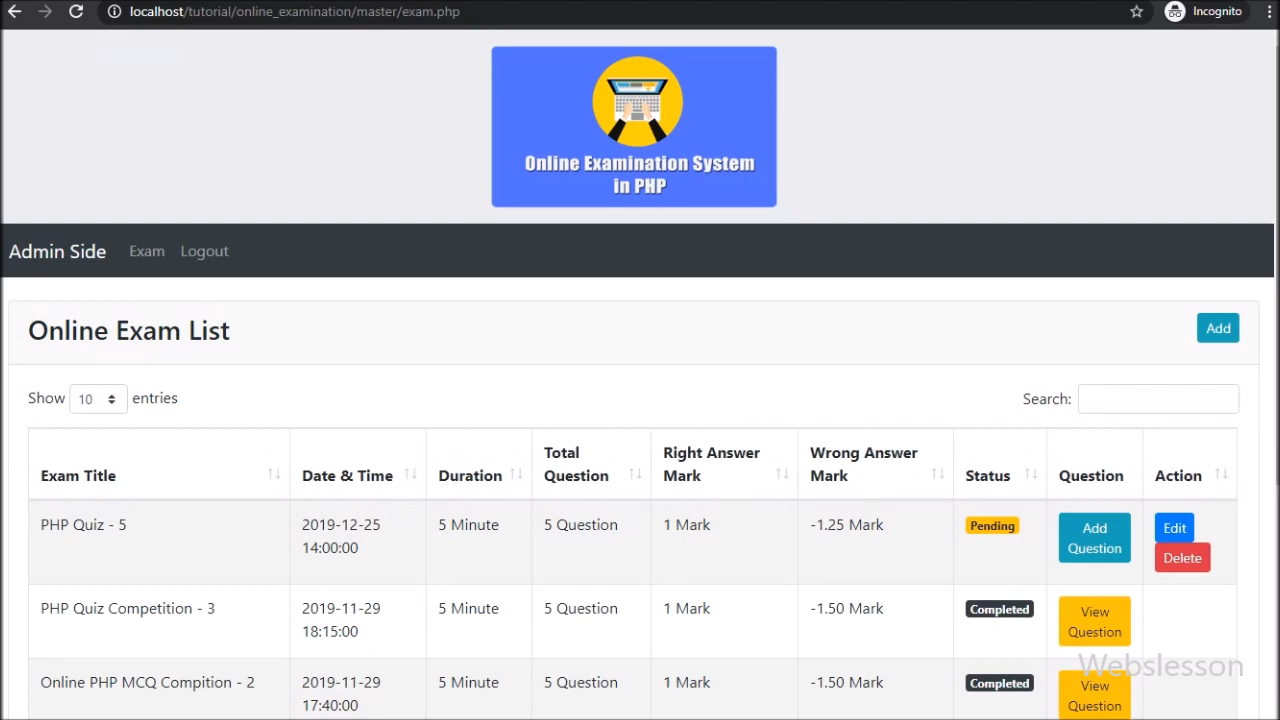 localhost/tutorial/online_examination/master/exam.php
Incognito
Online Examination System
in PHP
Admin Side Exam Logout
Online Exam List Add
Show 10 entries Search:
Exam Title Date & Time Duration Total Question Right Answer Mark Wrong Answer Mark Status Question Action
PHP Quiz - 5 2019-12-25 14:00:00 5 Minute 5 Question 1 Mark -1.25 Mark Pending Add Question Edit Delete
PHP Quiz Competition - 3 2019-11-29 18:15:00 5 Minute 5 Question 1 Mark -1.50 Mark Completed View Question
Online PHP MCQ Compition - 2 2019-11-29 17:40:00 5 Minute 5 Question 1 Mark -1.50 Mark Completed View Question
Webslesson